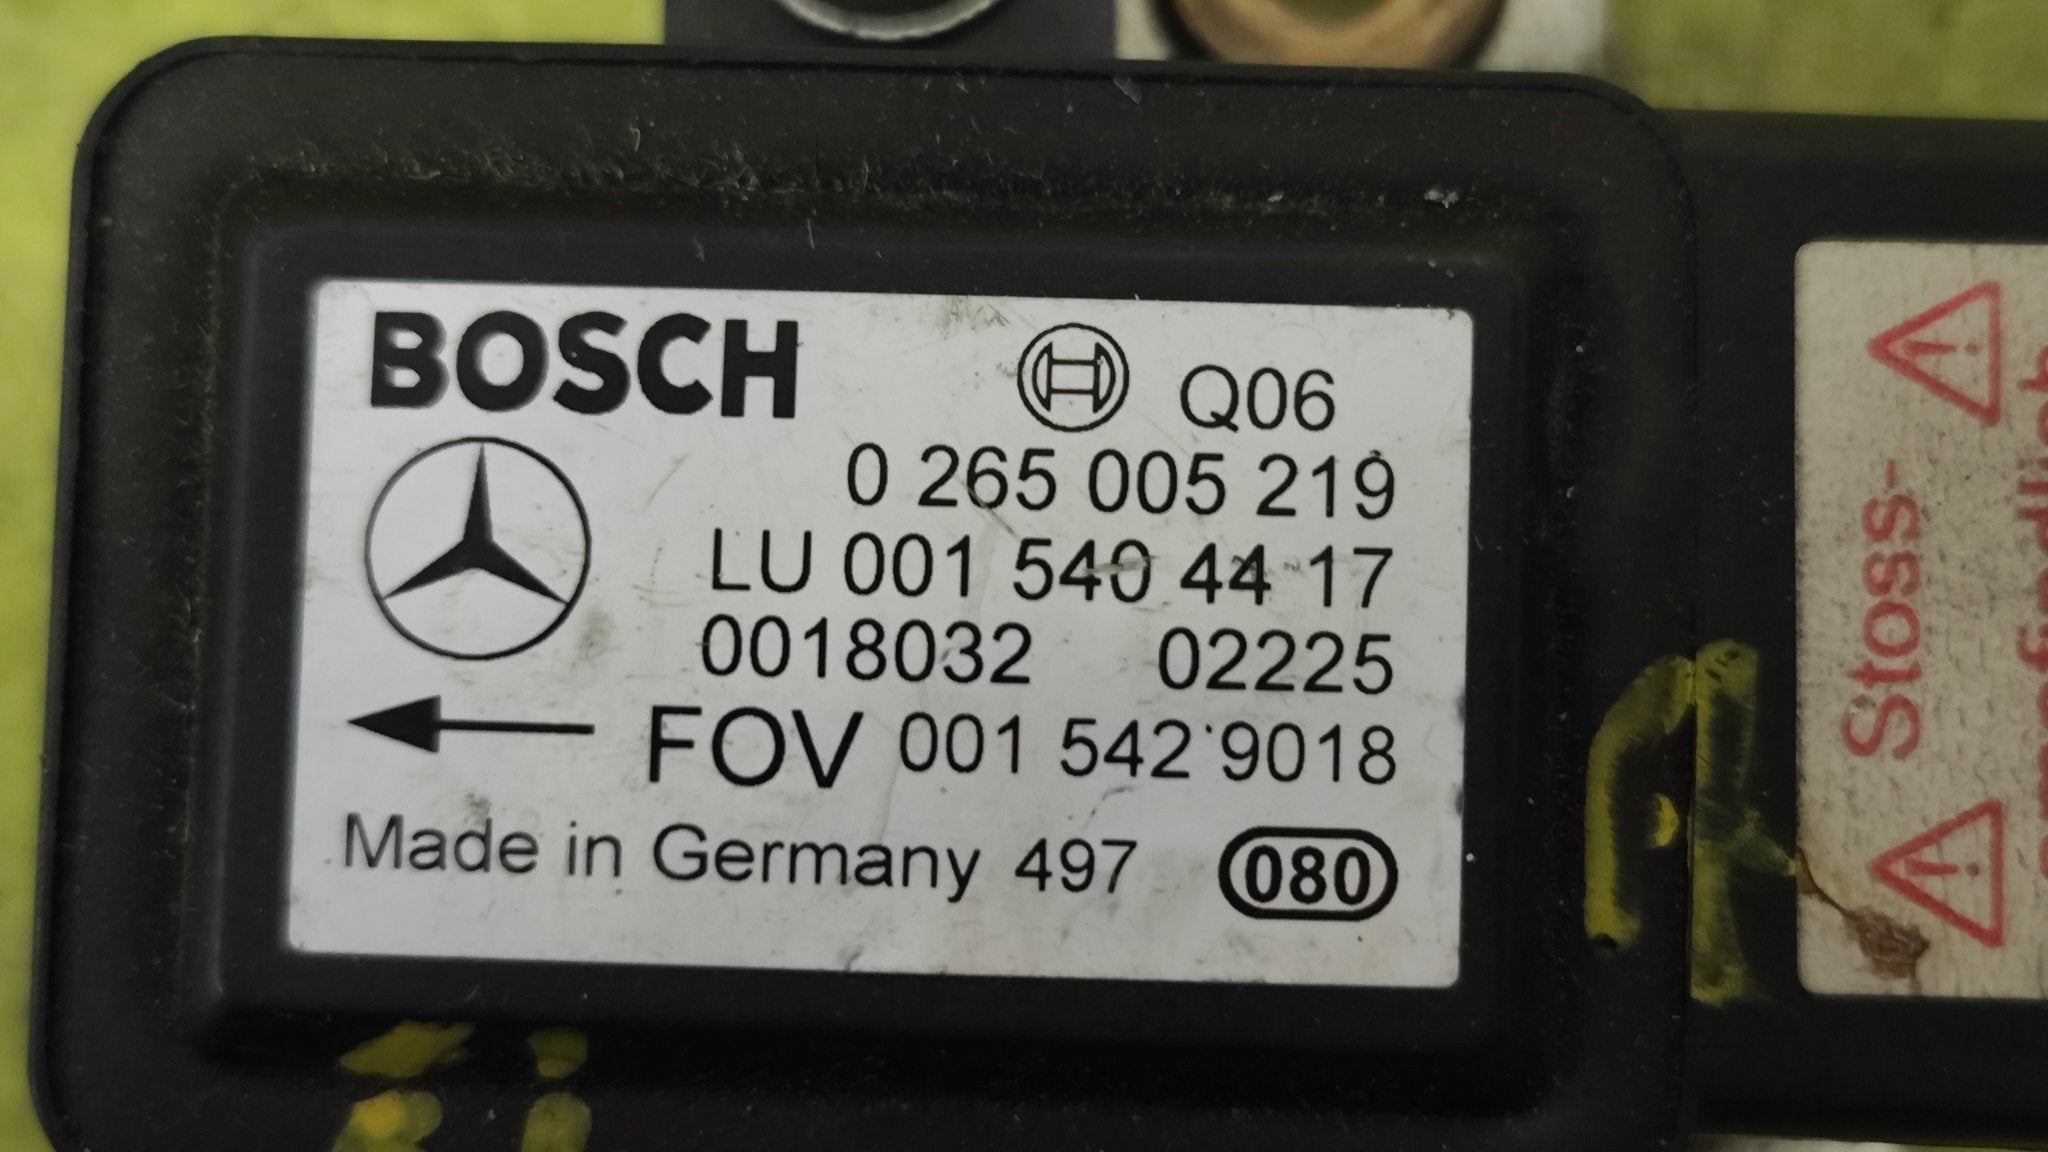 BOSCH Q06
0 265 005 219
LU 001 540 44 17
0018032 02225
FOV 001 542 9018
Made in Germany 497 080
Stoss-